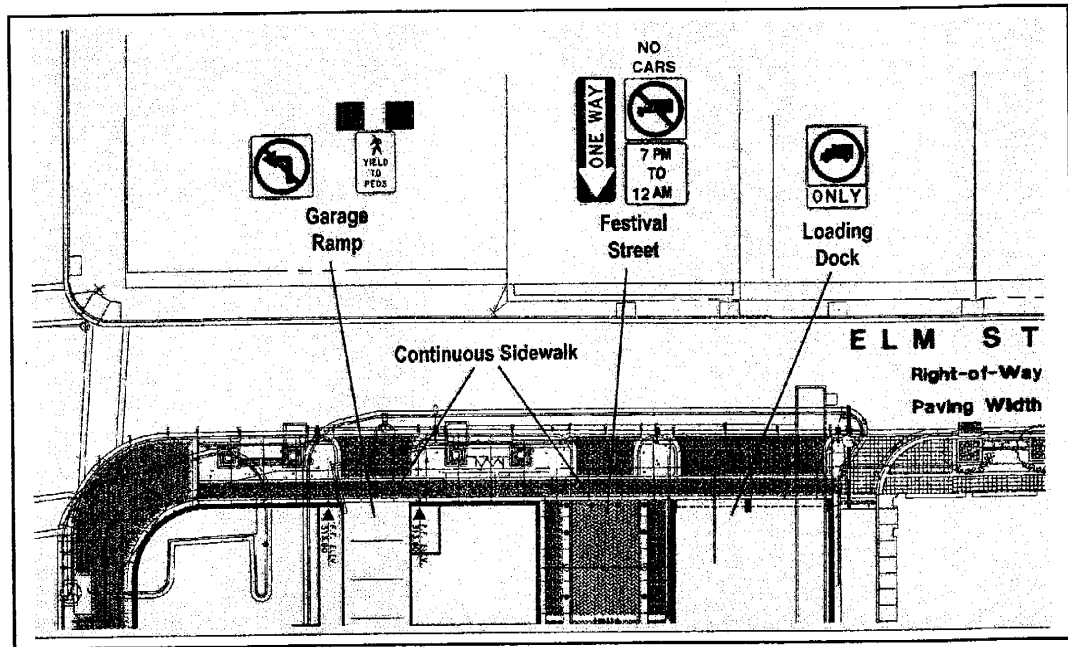 NO
CARS
ONE WAY
7 PM
TO
12 AM
YIELD
TO
PEDS
ONLY
Garage
Ramp
Festival
Street
Loading
Dock
Continuous Sidewalk
ELM ST
Right-of-Way
Paving Width